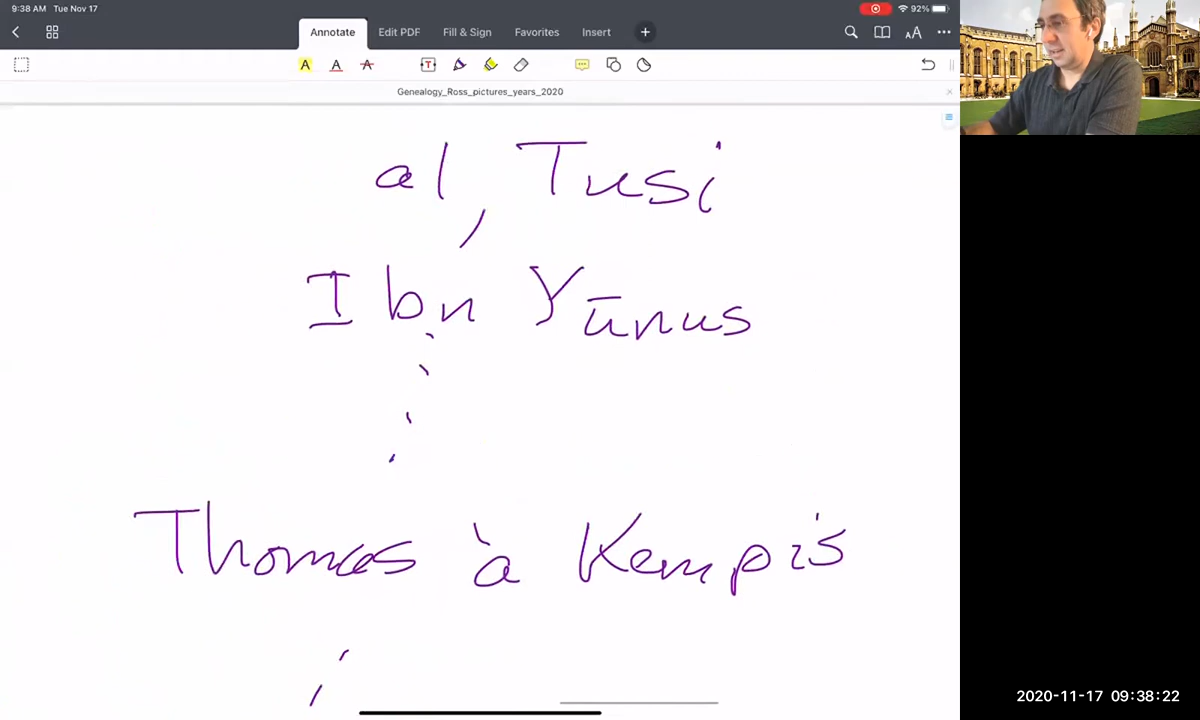 9:38 AM Tue Nov 17 92%
Annotate Edit PDF Fill & Sign Favorites Insert +
A A A T AA
Genealogy_Ross_pictures_years_2020 ×
al, Tusi
Ibn Yūnus
Thomas à Kempis
2020-11-17 09:38:22